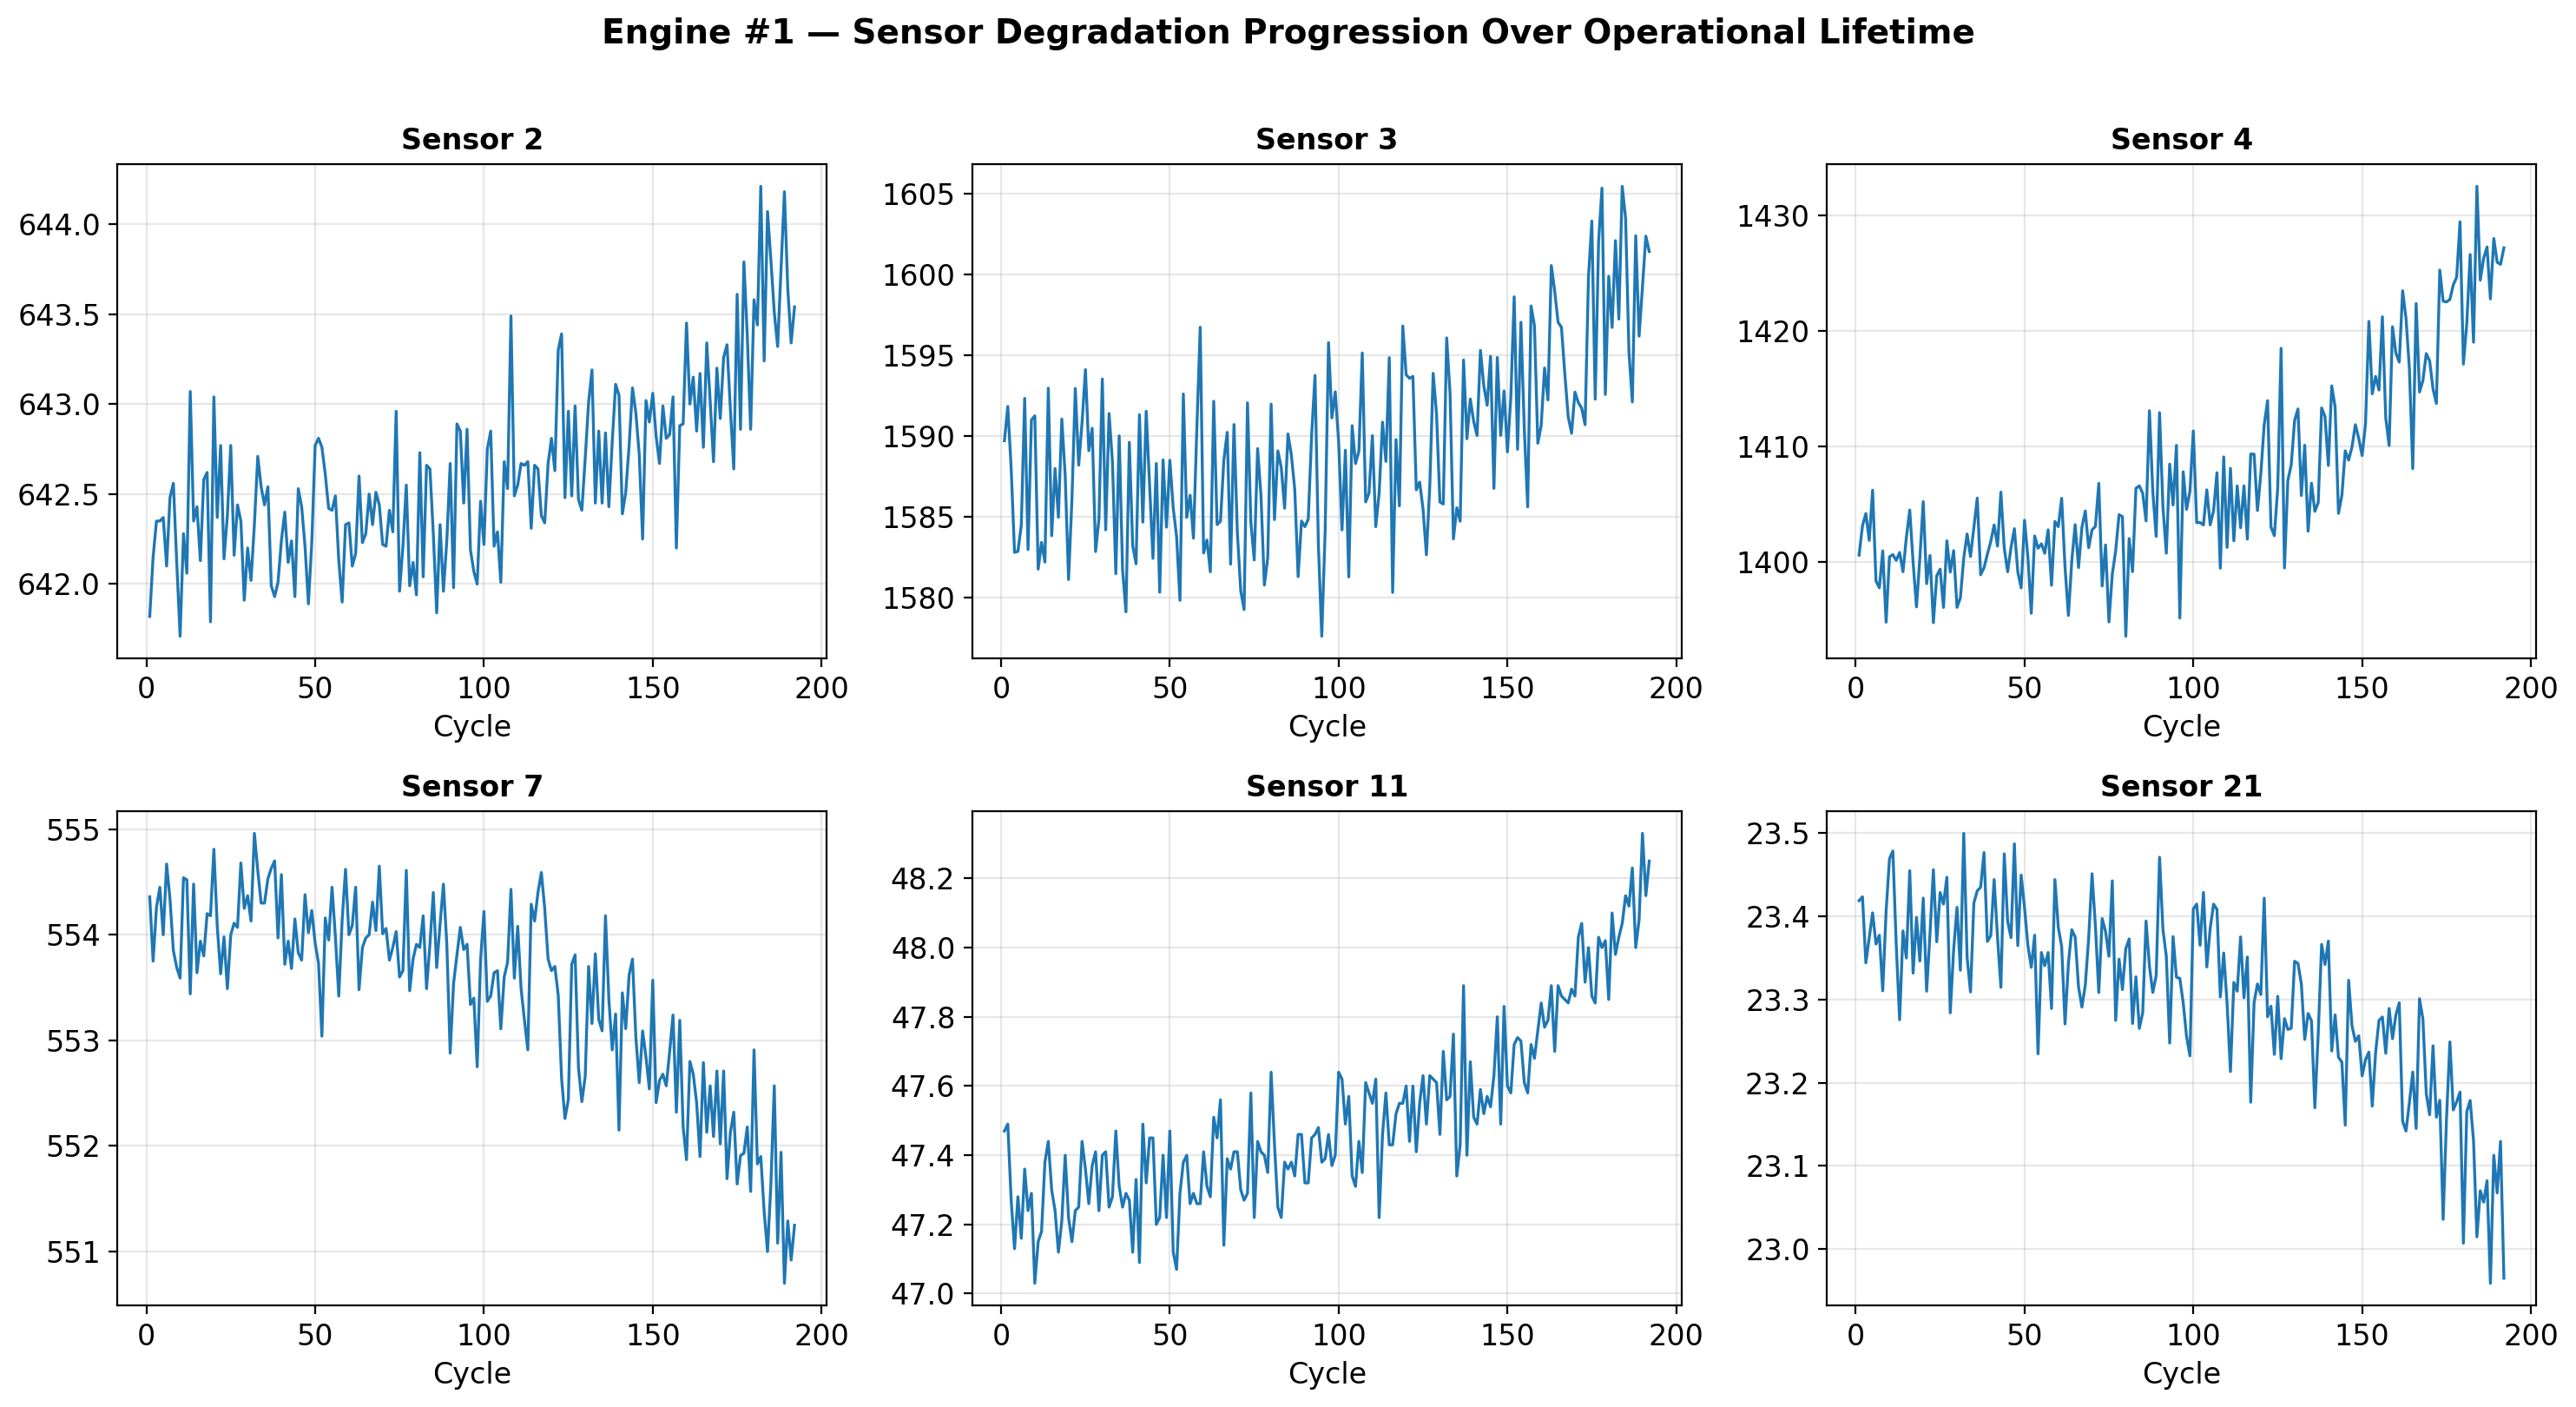 Engine #1 — Sensor Degradation Progression Over Operational Lifetime
Sensor 2
644.0
643.5
643.0
642.5
642.0
0 50 100 150 200
Cycle
Sensor 3
1605
1600
1595
1590
1585
1580
0 50 100 150 200
Cycle
Sensor 4
1430
1420
1410
1400
0 50 100 150 200
Cycle
Sensor 7
555
554
553
552
551
0 50 100 150 200
Cycle
Sensor 11
48.2
48.0
47.8
47.6
47.4
47.2
47.0
0 50 100 150 200
Cycle
Sensor 21
23.5
23.4
23.3
23.2
23.1
23.0
0 50 100 150 200
Cycle